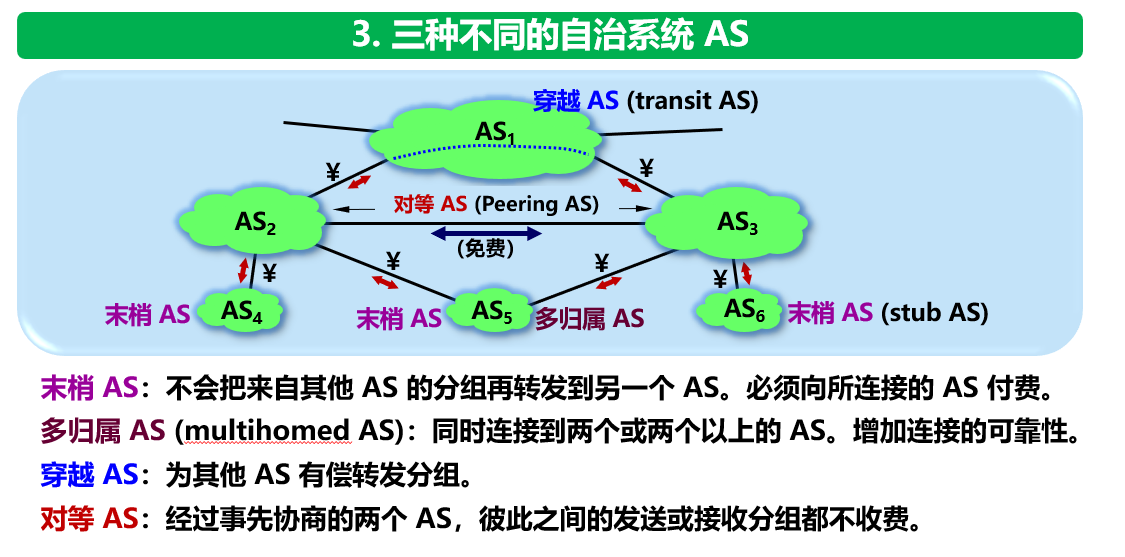 3. 三种不同的自治系统 AS
穿越 AS (transit AS)
AS1
¥
¥
对等 AS (Peering AS)
AS2
AS3
(免费)
¥
¥
¥
¥
末梢 AS
AS4
末梢 AS
AS5
多归属 AS
AS6
末梢 AS (stub AS)
末梢 AS：不会把来自其他 AS 的分组再转发到另一个 AS。必须向所连接的 AS 付费。
多归属 AS (multihomed AS)：同时连接到两个或两个以上的 AS。增加连接的可靠性。
穿越 AS：为其他 AS 有偿转发分组。
对等 AS：经过事先协商的两个 AS，彼此之间的发送或接收分组都不收费。